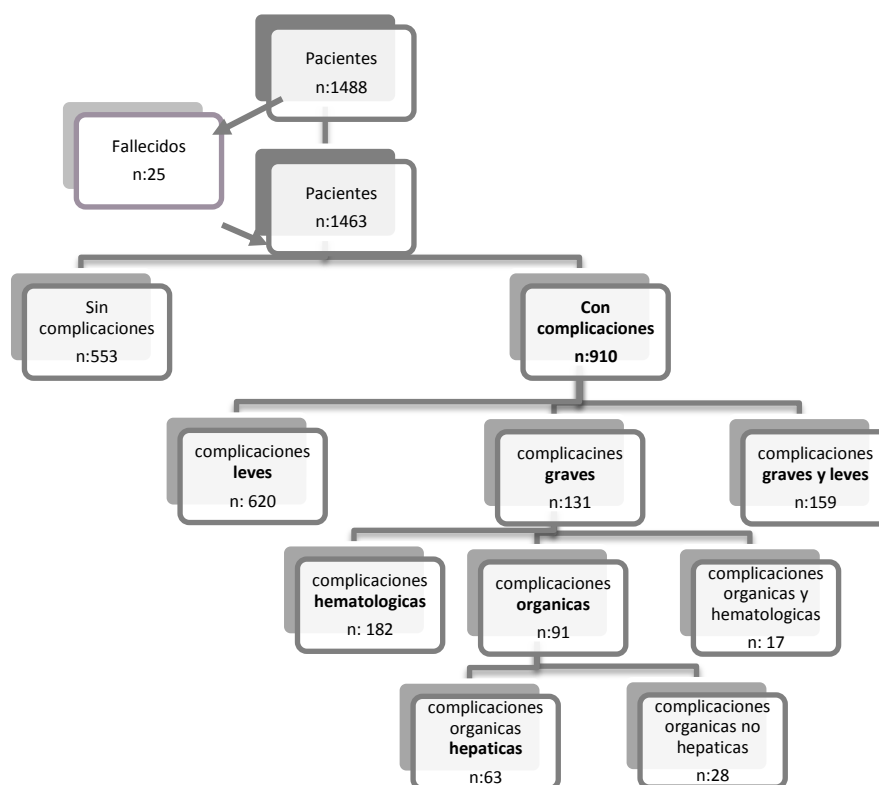 Pacientes
n:1488
Fallecidos
n:25
Pacientes
n:1463
Sin
complicaciones
n:553
Con
complicaciones
n:910
complicaciones
leves
n: 620
complicacines
graves
n:131
complicaciones
graves y leves
n:159
complicaciones
hematologicas
n: 182
complicaciones
organicas
n:91
complicaciones
organicas y
hematologicas
n: 17
complicaciones
organicas
hepaticas
n:63
complicaciones
organicas no
hepaticas
n:28